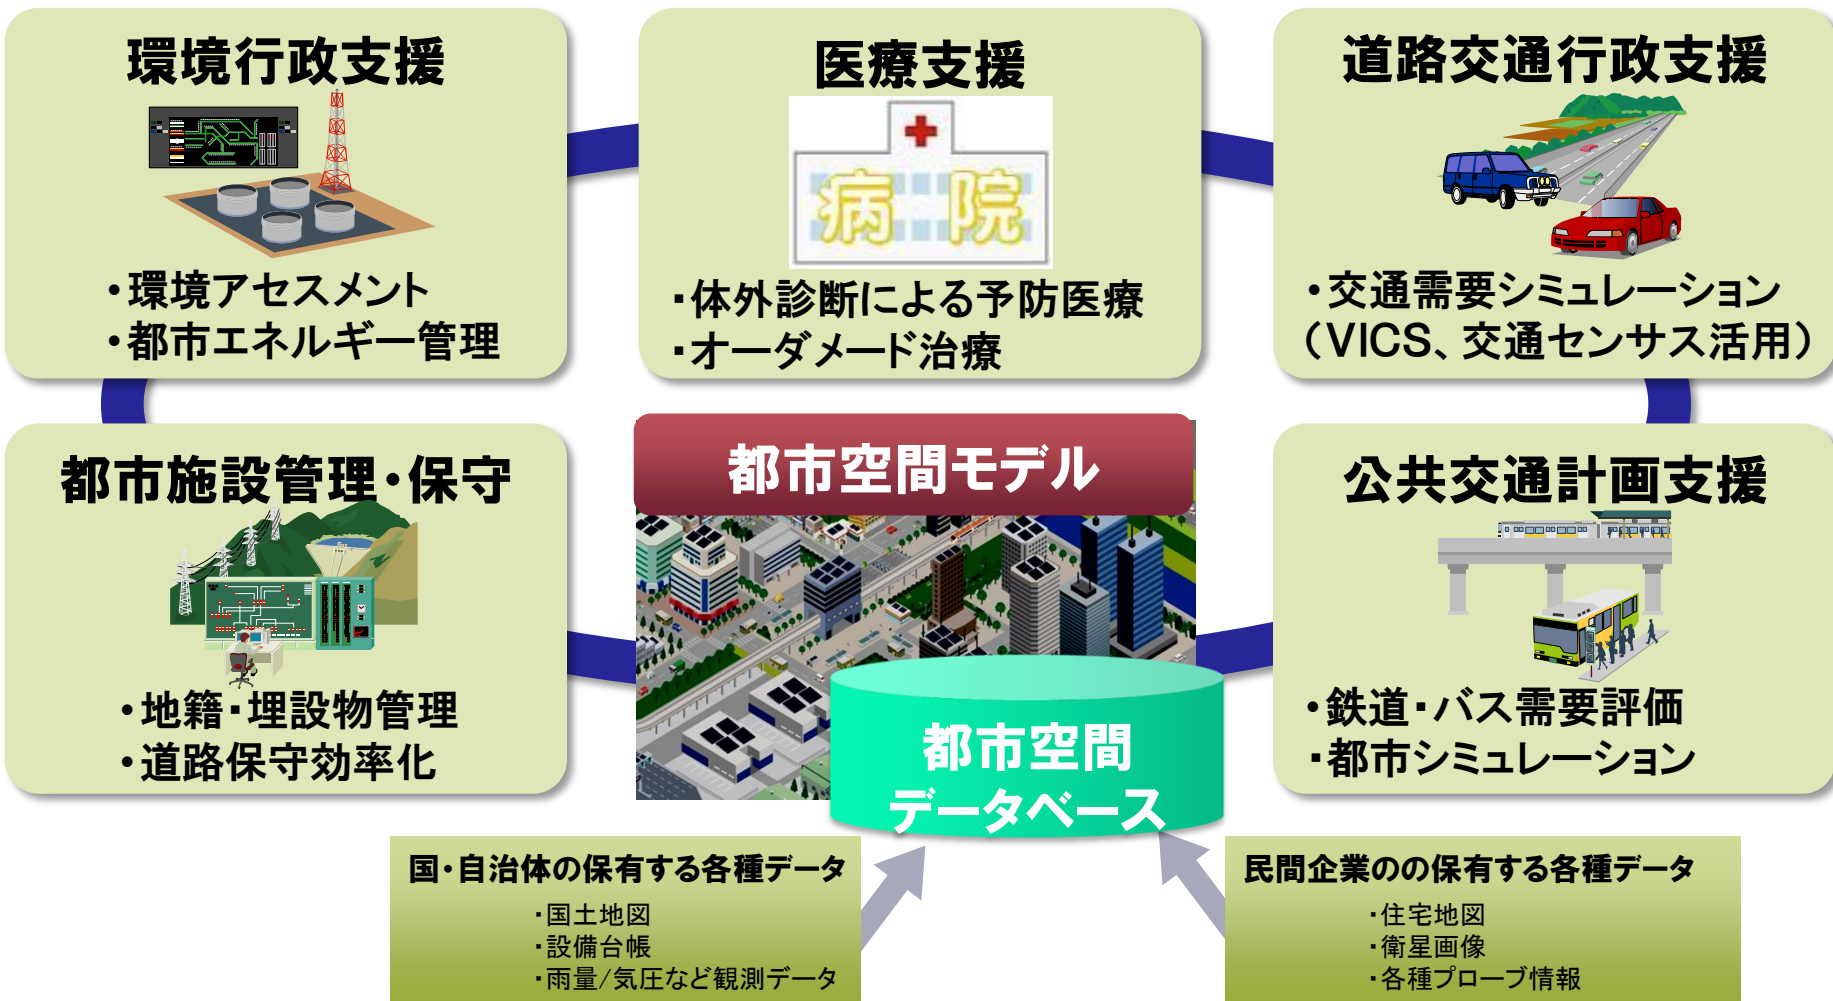 環境行政支援
・環境アセスメント
・都市エネルギー管理
医療支援
病院
・体外診断による予防医療
・オーダメード治療
道路交通行政支援
・交通需要シミュレーション
（VICS、交通センサス活用）
都市施設管理・保守
・地籍・埋設物管理
・道路保守効率化
都市空間モデル
都市空間
データベース
公共交通計画支援
・鉄道・バス需要評価
・都市シミュレーション
国・自治体の保有する各種データ
・国土地図
・設備台帳
・雨量/気圧など観測データ
民間企業のの保有する各種データ
・住宅地図
・衛星画像
・各種プローブ情報